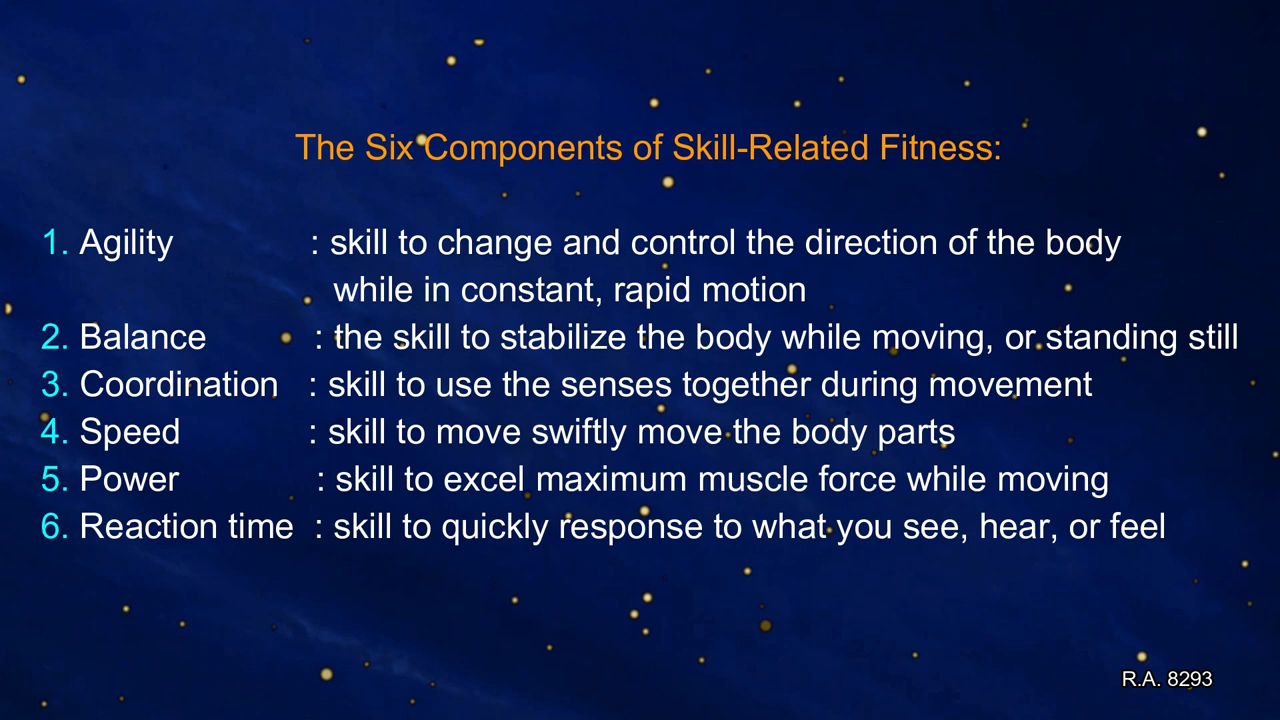 The Six Components of Skill-Related Fitness:
1. Agility : skill to change and control the direction of the body
while in constant, rapid motion
2. Balance : the skill to stabilize the body while moving, or standing still
3. Coordination : skill to use the senses together during movement
4. Speed : skill to move swiftly move the body parts
5. Power : skill to excel maximum muscle force while moving
6. Reaction time : skill to quickly response to what you see, hear, or feel
R.A. 8293